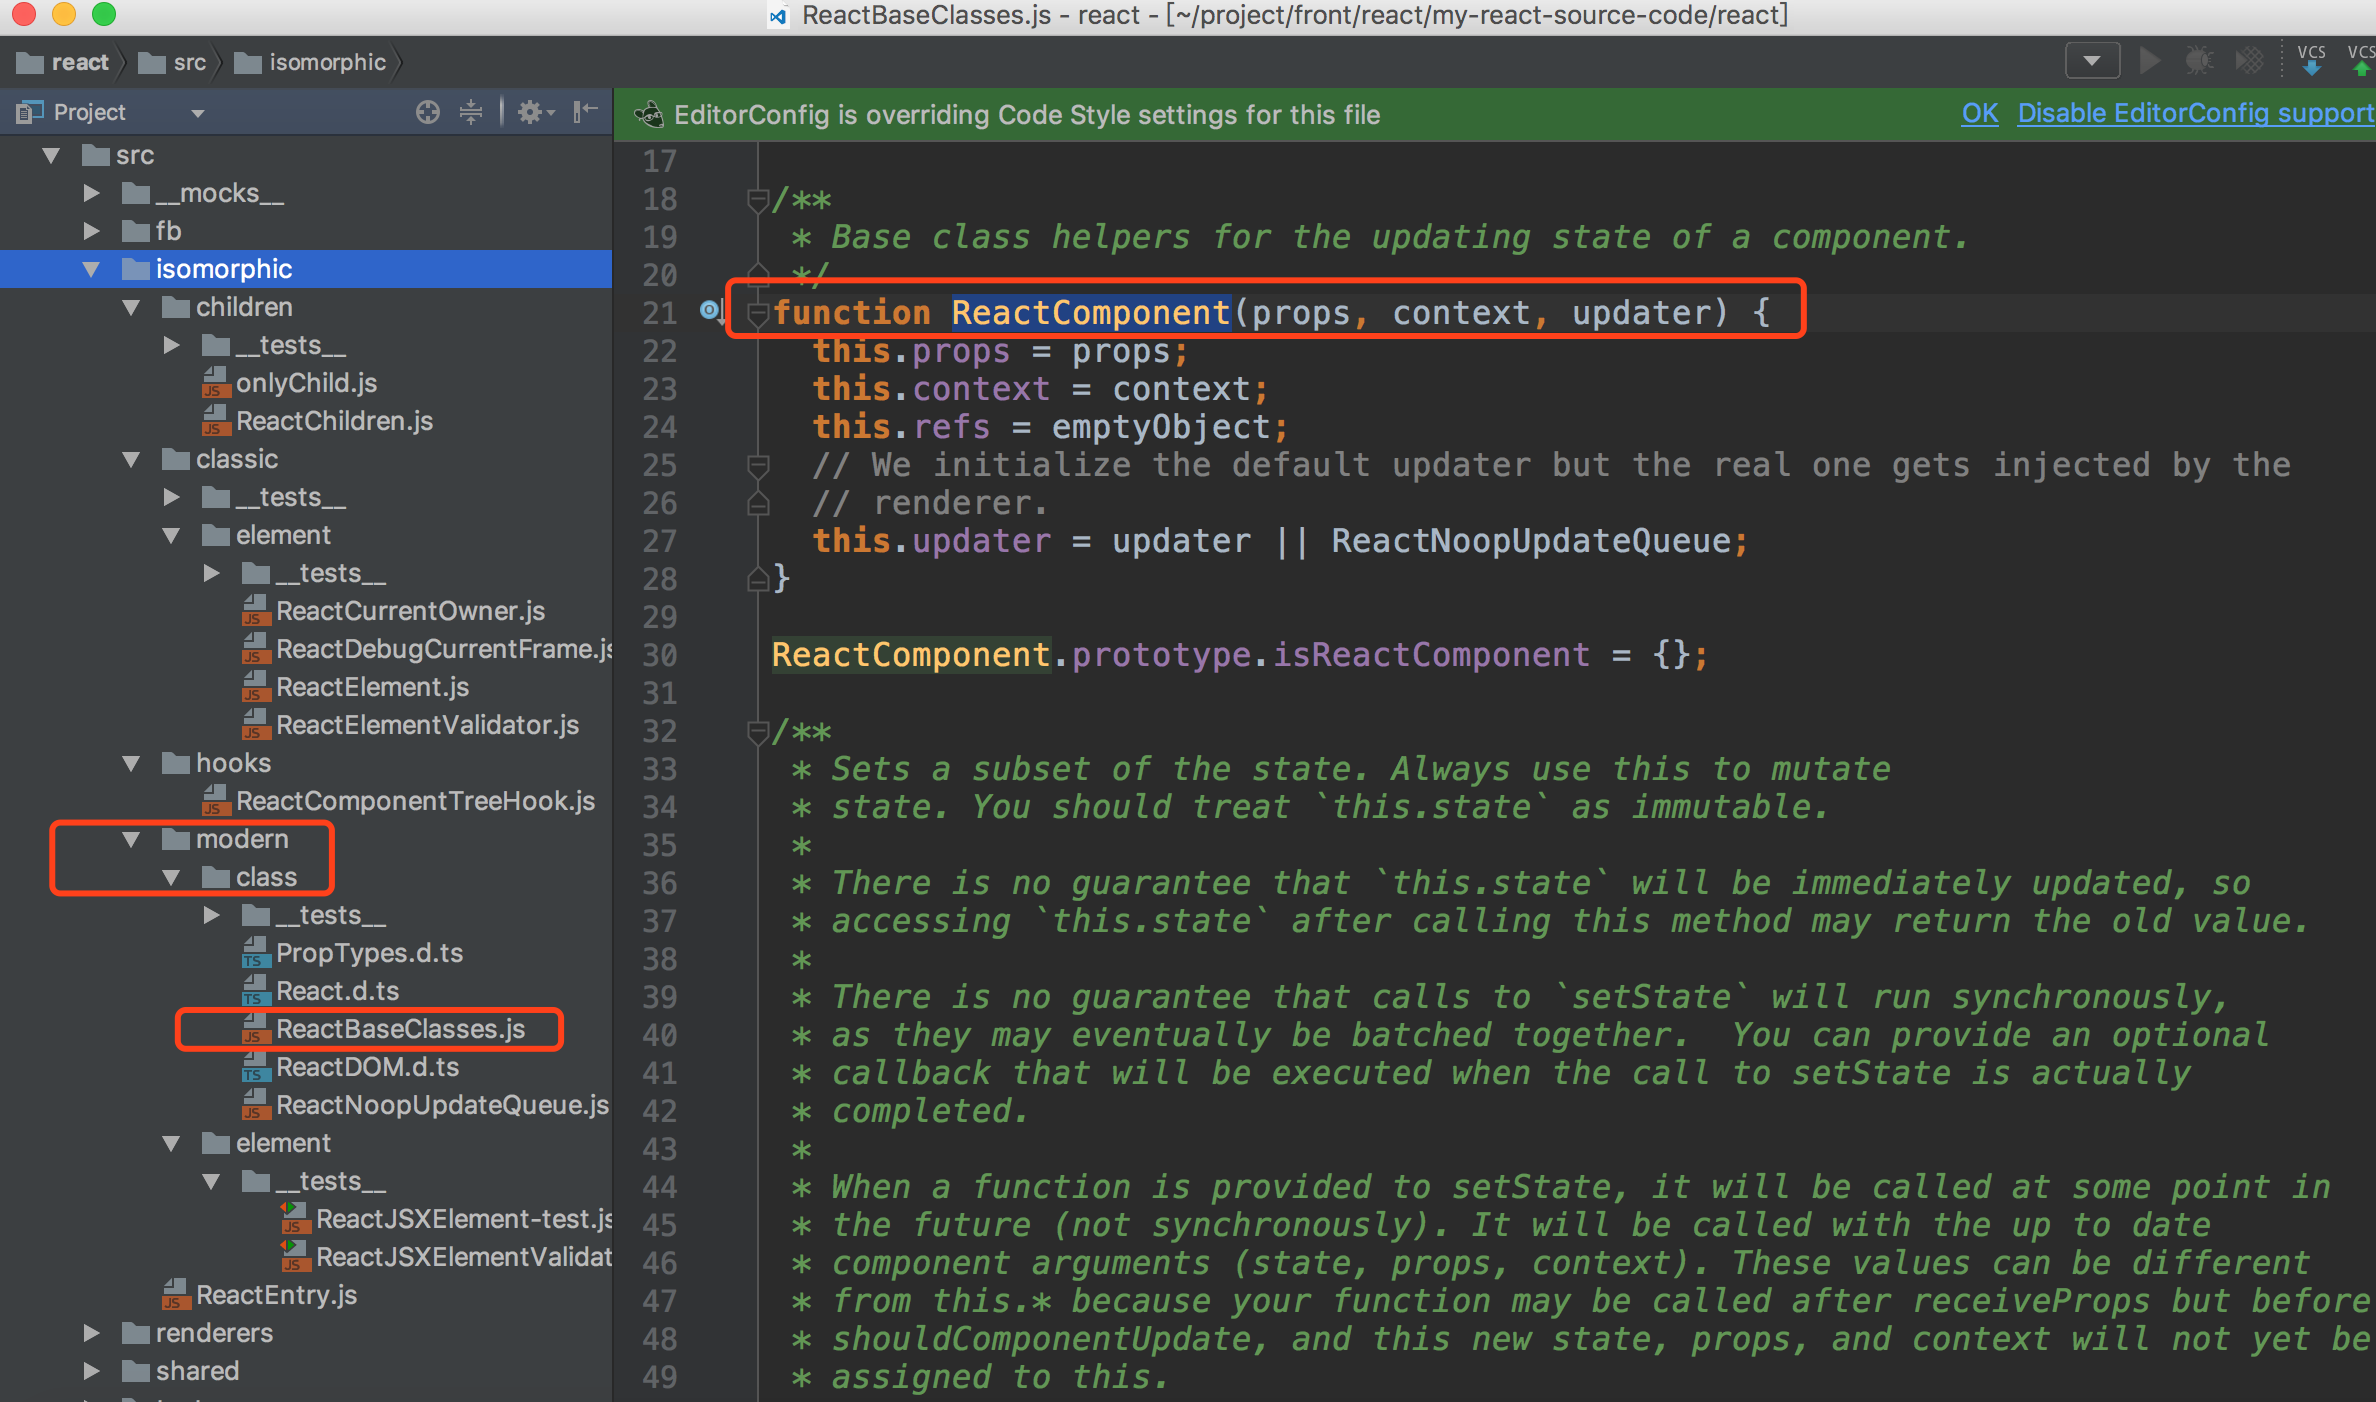 ReactBaseClasses.js - react - [~/project/front/react/my-react-source-code/react]
react src isomorphic
VCS VCS
Project
EditorConfig is overriding Code Style settings for this file OK Disable EditorConfig support
src
__mocks__
fb
isomorphic
children
__tests__
JS onlyChild.js
JS ReactChildren.js
classic
__tests__
element
__tests__
JS ReactCurrentOwner.js
JS ReactDebugCurrentFrame.js
JS ReactElement.js
JS ReactElementValidator.js
hooks
JS ReactComponentTreeHook.js
modern
class
__tests__
TS PropTypes.d.ts
TS React.d.ts
JS ReactBaseClasses.js
TS ReactDOM.d.ts
JS ReactNoopUpdateQueue.js
element
__tests__
JS ReactJSXElement-test.js
JS ReactJSXElementValidat
JS ReactEntry.js
renderers
shared
17
18 /**
19 * Base class helpers for the updating state of a component.
20 */
21 function ReactComponent(props, context, updater) {
22 this.props = props;
23 this.context = context;
24 this.refs = emptyObject;
25 // We initialize the default updater but the real one gets injected by the
26 // renderer.
27 this.updater = updater || ReactNoopUpdateQueue;
28 }
29
30 ReactComponent.prototype.isReactComponent = {};
31
32 /**
33 * Sets a subset of the state. Always use this to mutate
34 * state. You should treat `this.state` as immutable.
35 *
36 * There is no guarantee that `this.state` will be immediately updated, so
37 * accessing `this.state` after calling this method may return the old value.
38 *
39 * There is no guarantee that calls to `setState` will run synchronously,
40 * as they may eventually be batched together.  You can provide an optional
41 * callback that will be executed when the call to setState is actually
42 * completed.
43 *
44 * When a function is provided to setState, it will be called at some point in
45 * the future (not synchronously). It will be called with the up to date
46 * component arguments (state, props, context). These values can be different
47 * from this.* because your function may be called after receiveProps but before
48 * shouldComponentUpdate, and this new state, props, and context will not yet be
49 * assigned to this.